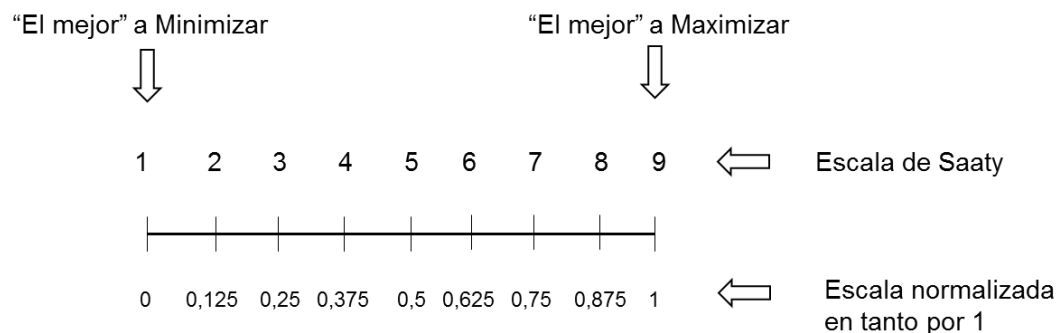 “El mejor” a Minimizar
“El mejor” a Maximizar
1 2 3 4 5 6 7 8 9
Escala de Saaty
0 0,125 0,25 0,375 0,5 0,625 0,75 0,875 1
Escala normalizada
en tanto por 1